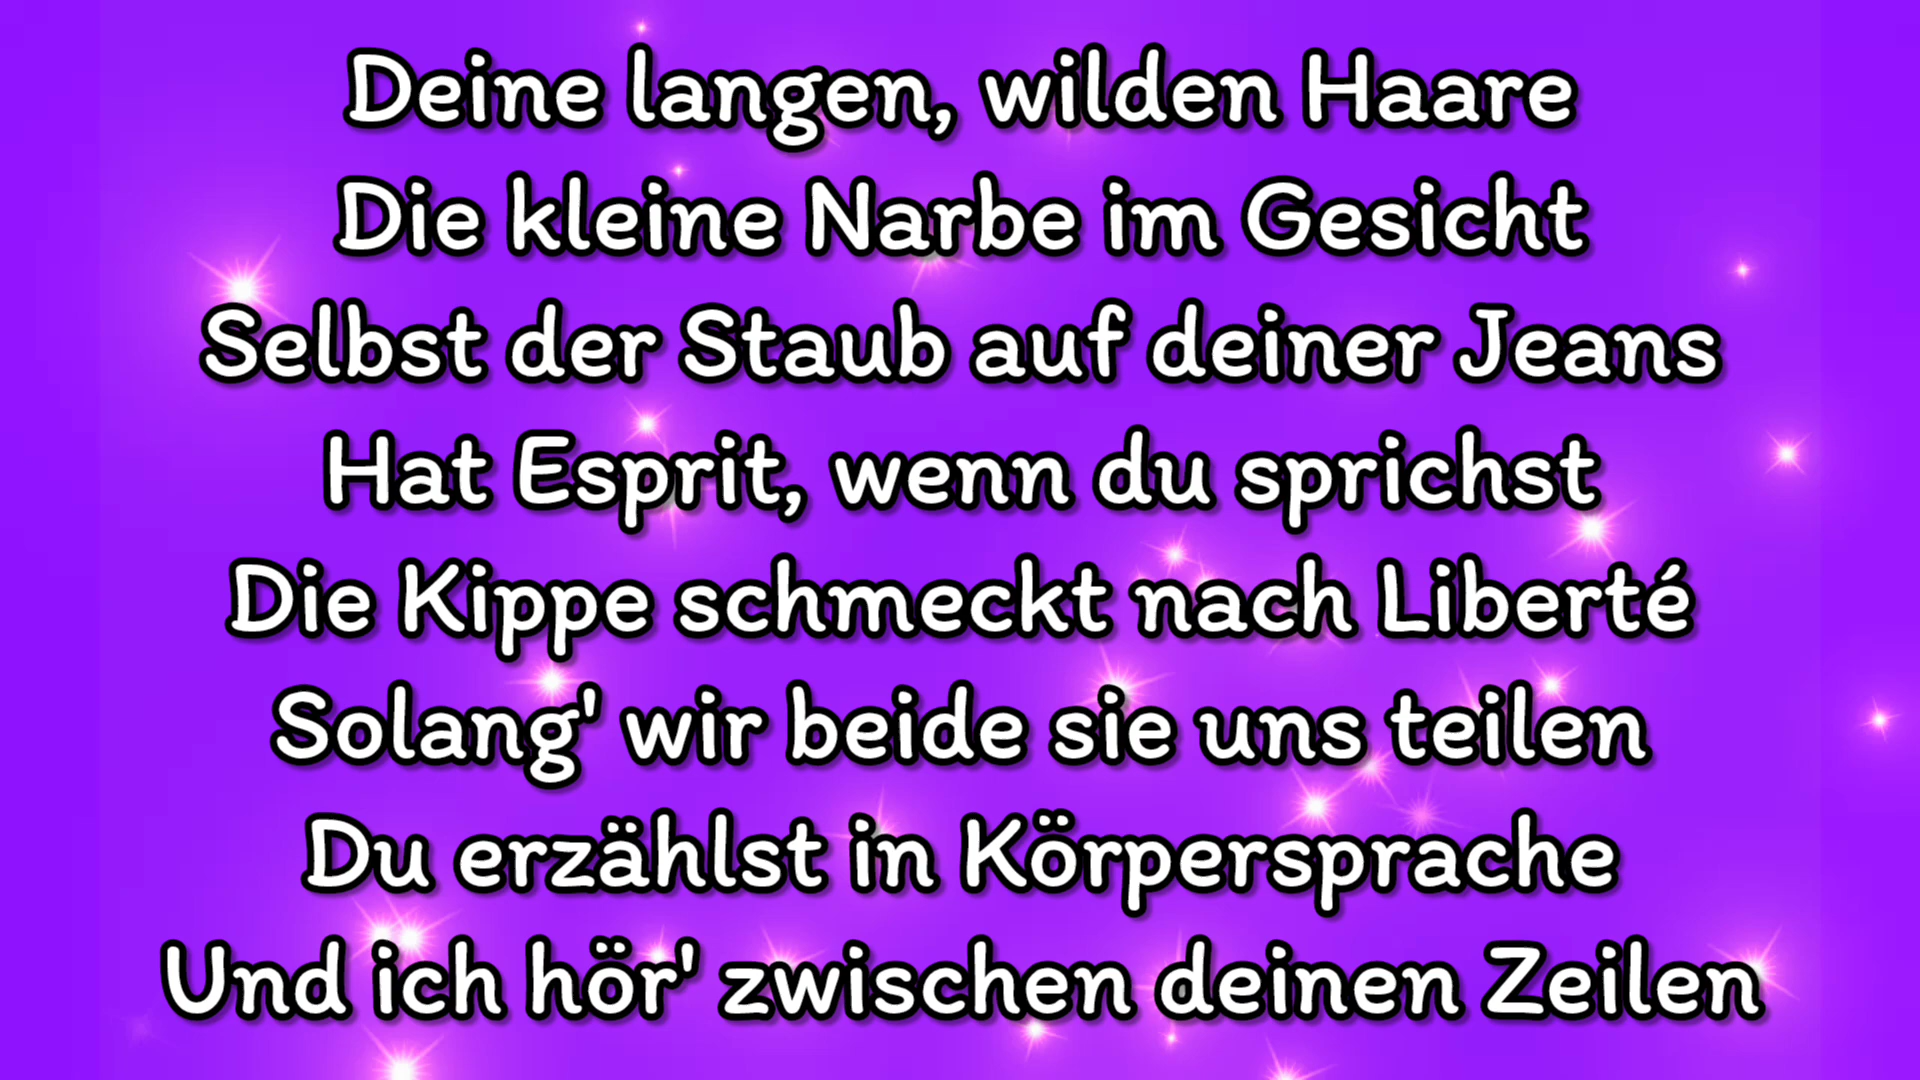 Deine langen, wilden Haare
Die kleine Narbe im Gesicht
Selbst der Staub auf deiner Jeans
Hat Esprit, wenn du sprichst
Die Kippe schmeckt nach Liberté
Solang' wir beide sie uns teilen
Du erzählst in Körpersprache
Und ich hör' zwischen deinen Zeilen